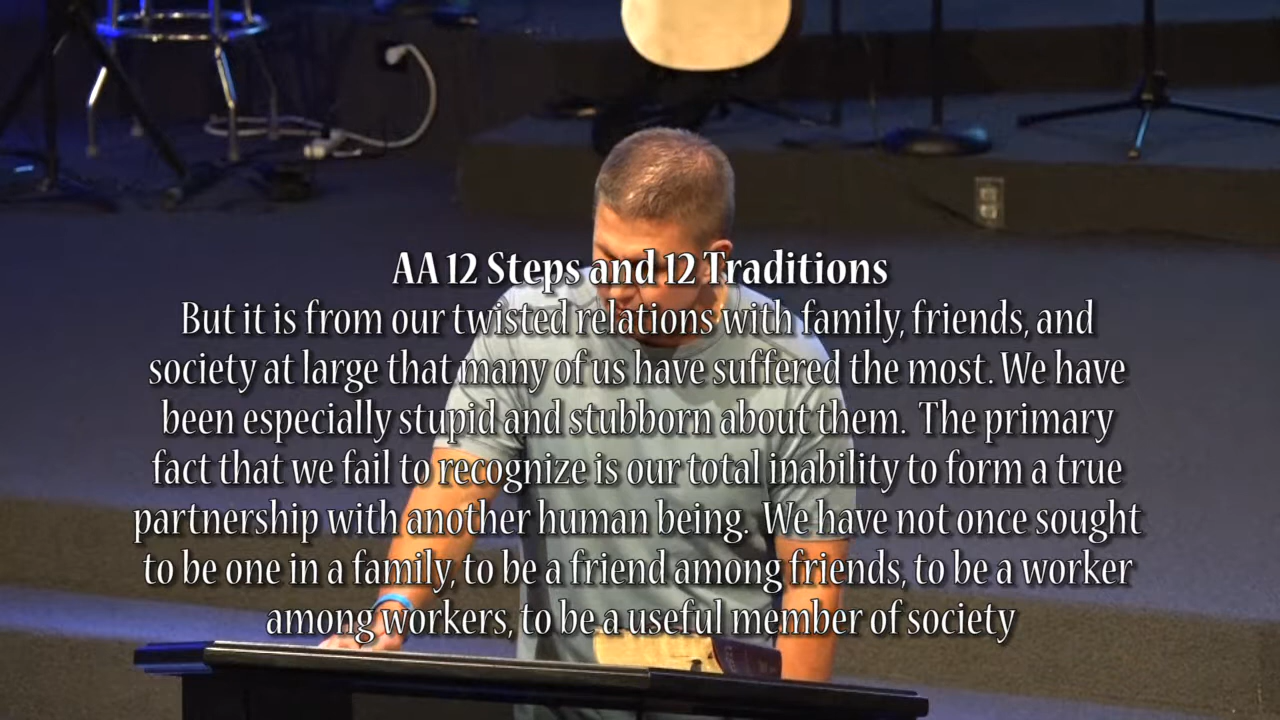 AA 12 Steps and 12 Traditions
But it is from our twisted relations with family, friends, and
society at large that many of us have suffered the most. We have
been especially stupid and stubborn about them. The primary
fact that we fail to recognize is our total inability to form a true
partnership with another human being. We have not once sought
to be one in a family, to be a friend among friends, to be a worker
among workers, to be a useful member of society